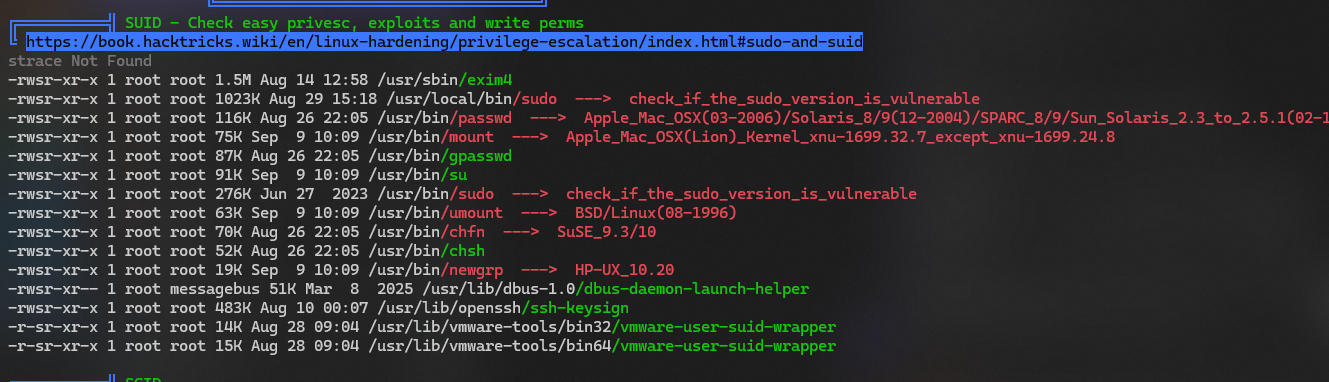 SUID - Check easy privesc, exploits and write perms
https://book.hacktricks.wiki/en/linux-hardening/privilege-escalation/index.html#sudo-and-suid
strace Not Found
-rwsr-xr-x 1 root root 1.5M Aug 14 12:58 /usr/sbin/exim4
-rwsr-xr-x 1 root root 1023K Aug 29 15:18 /usr/local/bin/sudo  --->  check_if_the_sudo_version_is_vulnerable
-rwsr-xr-x 1 root root 116K Aug 26 22:05 /usr/bin/passwd  --->  Apple_Mac_OSX(03-2006)/Solaris_8/9(12-2004)/SPARC_8/9/Sun_Solaris_2.3_to_2.5.1(02-1
-rwsr-xr-x 1 root root 75K Sep  9 10:09 /usr/bin/mount  --->  Apple_Mac_OSX(Lion)_Kernel_xnu-1699.32.7_except_xnu-1699.24.8
-rwsr-xr-x 1 root root 87K Aug 26 22:05 /usr/bin/gpasswd
-rwsr-xr-x 1 root root 91K Sep  9 10:09 /usr/bin/su
-rwsr-xr-x 1 root root 276K Jun 27  2023 /usr/bin/sudo  --->  check_if_the_sudo_version_is_vulnerable
-rwsr-xr-x 1 root root 63K Sep  9 10:09 /usr/bin/umount  --->  BSD/Linux(08-1996)
-rwsr-xr-x 1 root root 70K Aug 26 22:05 /usr/bin/chfn  --->  SuSE_9.3/10
-rwsr-xr-x 1 root root 52K Aug 26 22:05 /usr/bin/chsh
-rwsr-xr-x 1 root root 19K Sep  9 10:09 /usr/bin/newgrp  --->  HP-UX_10.20
-rwsr-xr-- 1 root messagebus 51K Mar  8  2025 /usr/lib/dbus-1.0/dbus-daemon-launch-helper
-rwsr-xr-x 1 root root 483K Aug 10 00:07 /usr/lib/openssh/ssh-keysign
-r-sr-xr-x 1 root root 14K Aug 28 09:04 /usr/lib/vmware-tools/bin32/vmware-user-suid-wrapper
-r-sr-xr-x 1 root root 15K Aug 28 09:04 /usr/lib/vmware-tools/bin64/vmware-user-suid-wrapper